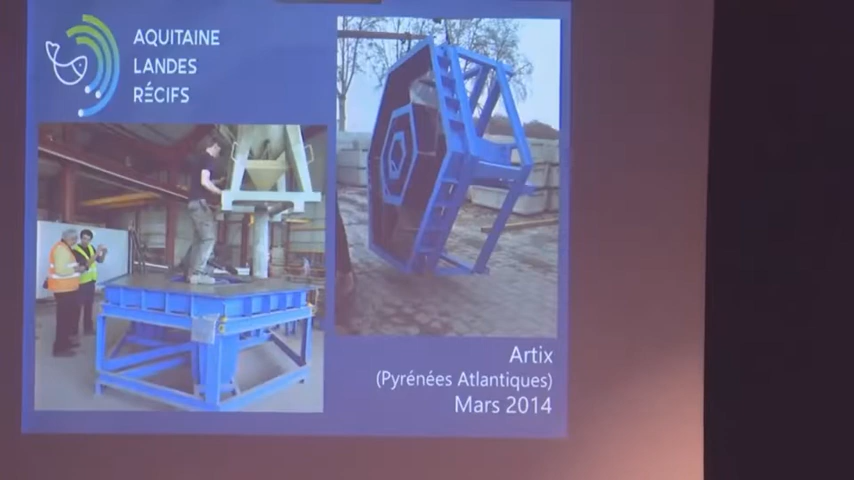 AQUITAINE
LANDES
RÉCIFS
Artix
(Pyrénées Atlantiques)
Mars 2014